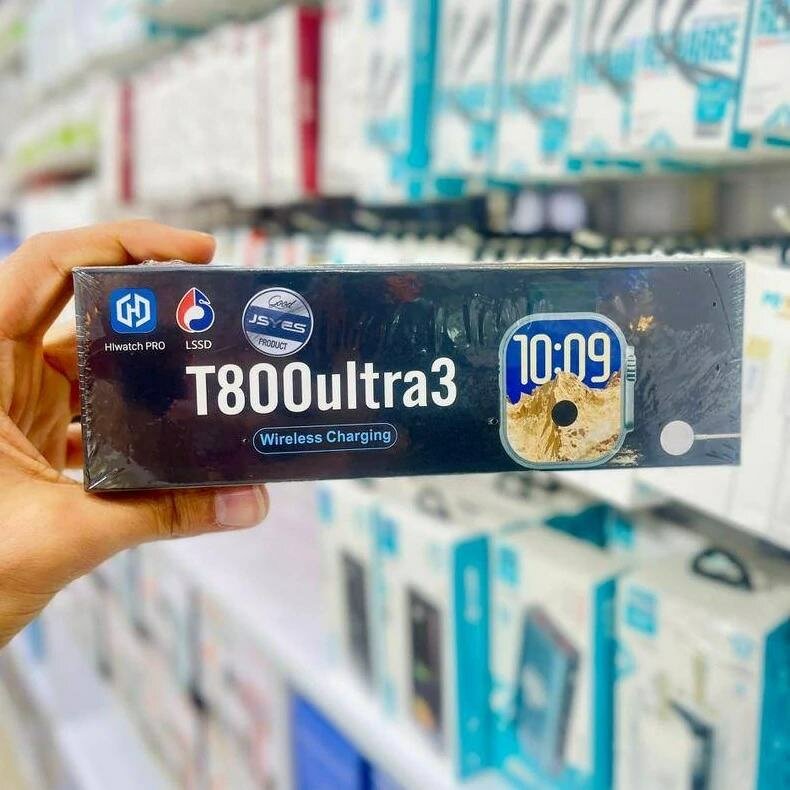 HIwatch PRO
LSSD
Good
JSYES
PRODUCT
T800ultra3
Wireless Charging
10:09